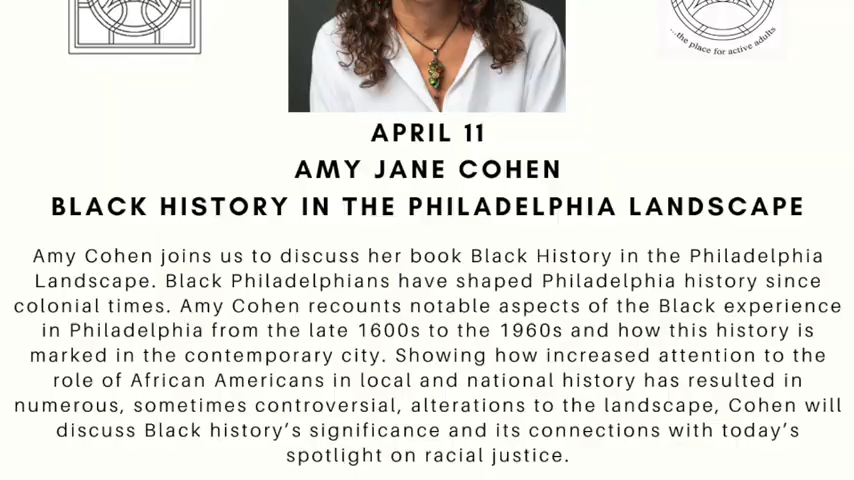 ...the place for active adults
APRIL 11
AMY JANE COHEN
BLACK HISTORY IN THE PHILADELPHIA LANDSCAPE
Amy Cohen joins us to discuss her book Black History in the Philadelphia
Landscape. Black Philadelphians have shaped Philadelphia history since
colonial times. Amy Cohen recounts notable aspects of the Black experience
in Philadelphia from the late 1600s to the 1960s and how this history is
marked in the contemporary city. Showing how increased attention to the
role of African Americans in local and national history has resulted in
numerous, sometimes controversial, alterations to the landscape, Cohen will
discuss Black history’s significance and its connections with today’s
spotlight on racial justice.